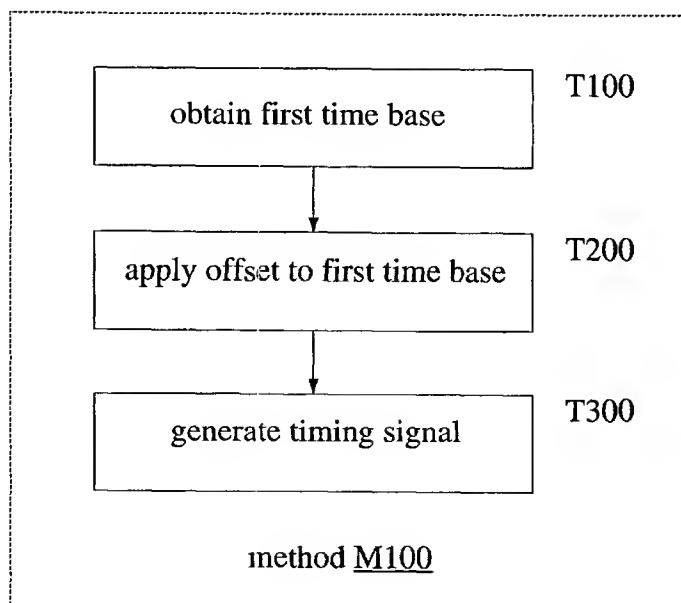 obtain first time base
T100
apply offset to first time base
T200
generate timing signal
T300
method M100